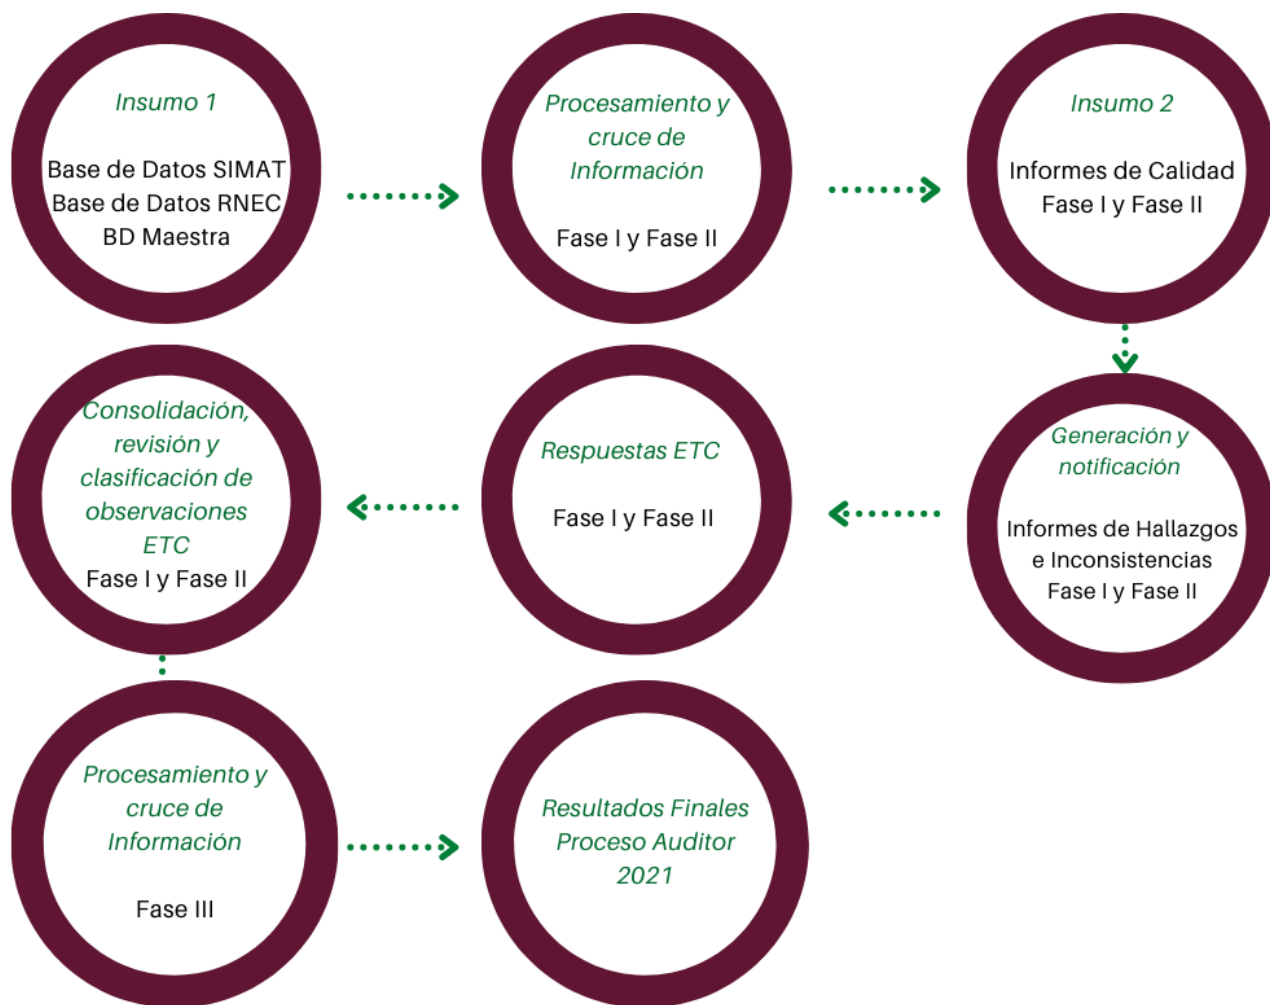 Insumo 1
Base de Datos SIMAT
Base de Datos RNEC
BD Maestra
Procesamiento y
cruce de
Información
Fase I y Fase II
Insumo 2
Informes de Calidad
Fase I y Fase II
Generación y
notificación
Informes de Hallazgos
e Inconsistencias
Fase I y Fase II
Respuestas ETC
Fase I y Fase II
Consolidación,
revisión y
clasificación de
observaciones
ETC
Fase I y Fase II
Procesamiento y
cruce de
Información
Fase III
Resultados Finales
Proceso Auditor
2021